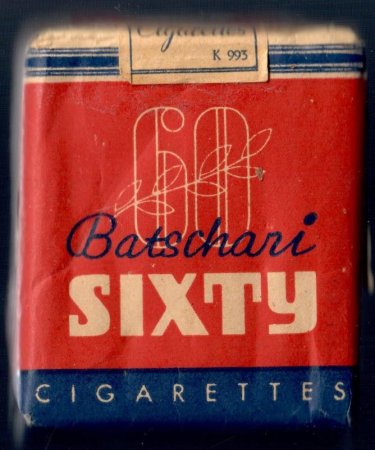 Cigarettes
K 993
60
Batschari
SIXTY
CIGARETTES